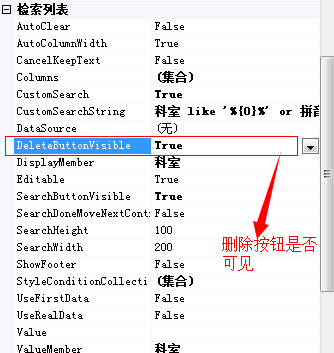 检索列表
AutoClear False
AutoColumnWidth True
CancelKeepText False
Columns (集合)
CustomSearch True
CustomSearchString 科室 like '%{0}%' or 拼音
DataSource (无)
DeleteButtonVisible True
DisplayMember 科室
Editable True
SearchButtonVisible True
SearchDoneMoveNextCont False
SearchHeight 100
SearchWidth 200
ShowFooter False
StyleConditionCollecti (集合)
UseFirstData False
UseRealData False
Value
ValueMember 科室
删除按钮是否
可见